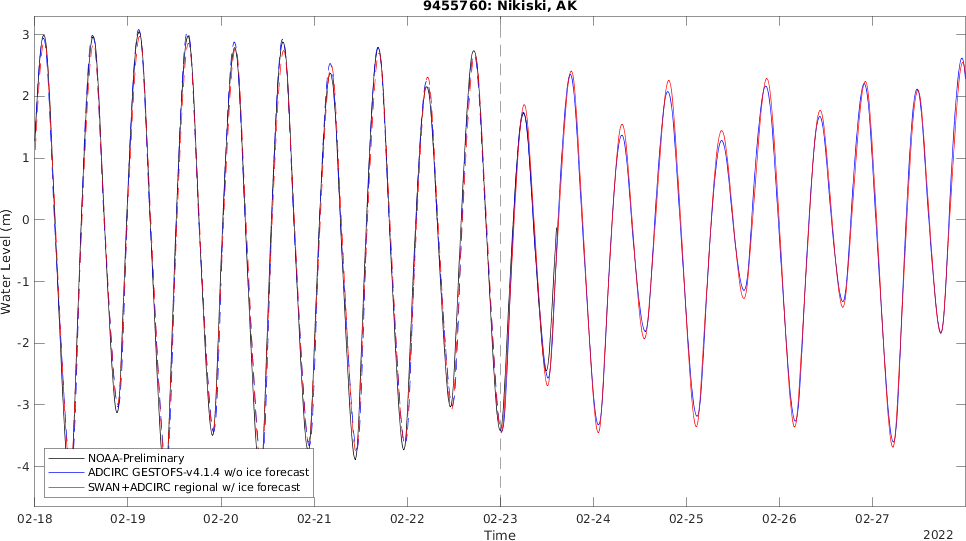 9455760: Nikiski, AK
Water Level (m)
3
2
1
0
-1
-2
-3
-4
NOAA-Preliminary
ADCIRC GESTOFS-v4.1.4 w/o ice forecast
SWAN+ADCIRC regional w/ ice forecast
02-18 02-19 02-20 02-21 02-22 02-23 02-24 02-25 02-26 02-27
Time
2022